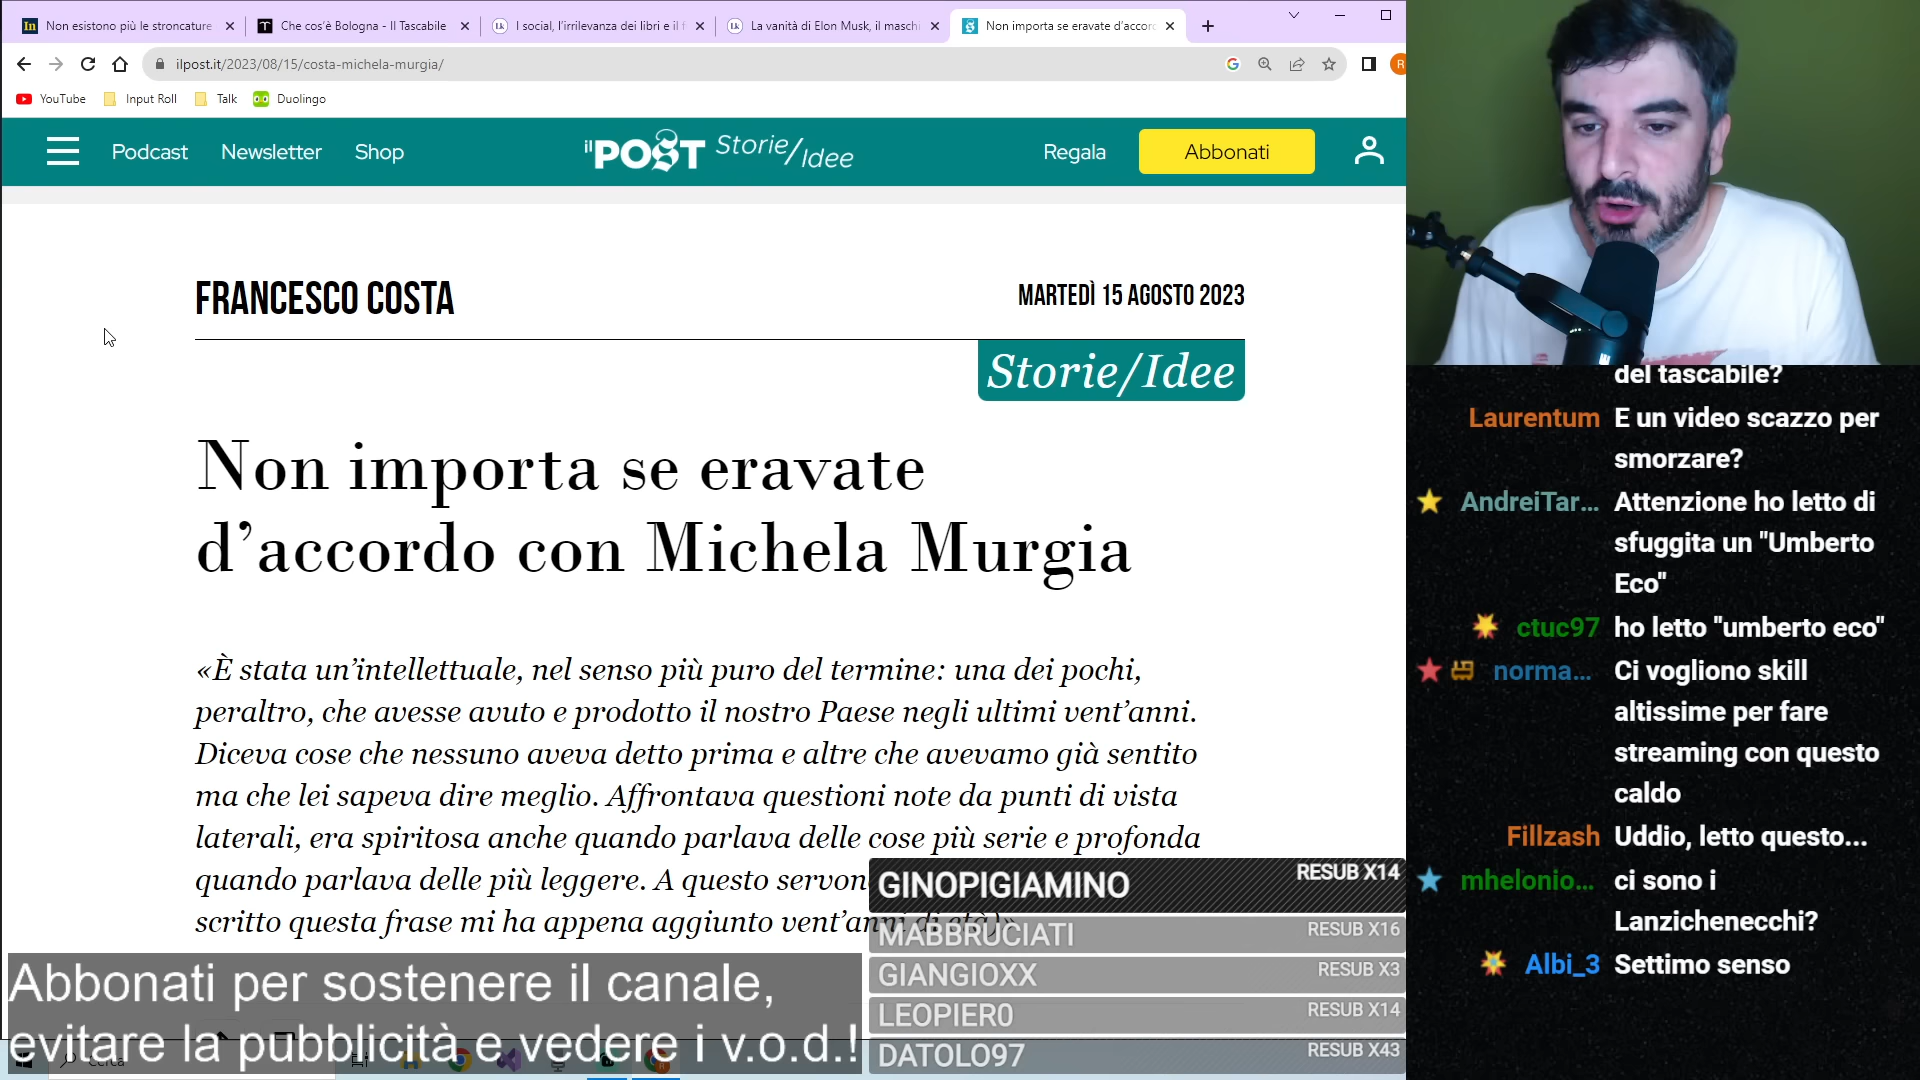 Non esistono più le stroncature
Che cos'è Bologna - Il Tascabile
I social, l'irrilevanza dei libri e il f
La vanità di Elon Musk, il maschi
Non importa se eravate d'accord
ilpost.it/2023/08/15/costa-michela-murgia/
YouTube
Input Roll
Talk
Duolingo
Podcast
Newsletter
Shop
il POST Storie/Idee
Regala
Abbonati
FRANCESCO COSTA
MARTEDÌ 15 AGOSTO 2023
Storie/Idee
Non importa se eravate
d'accordo con Michela Murgia
«È stata un'intellettuale, nel senso più puro del termine: una dei pochi,
peraltro, che avesse avuto e prodotto il nostro Paese negli ultimi vent'anni.
Diceva cose che nessuno aveva detto prima e altre che avevamo già sentito
ma che lei sapeva dire meglio. Affrontava questioni note da punti di vista
laterali, era spiritosa anche quando parlava delle cose più serie e profonda
quando parlava delle più leggere. A questo servono
scritto questa frase mi ha appena aggiunto vent'anni di età)»
Abbonati per sostenere il canale,
evitare la pubblicità e vedere i v.o.d.!
Cerca
GINOPIGIAMINO RESUB X14
MABBRUCIATI RESUB X16
GIANGIOXX RESUB X3
LEOPIER0 RESUB X14
DATOLO97 RESUB X43
del tascabile?
Laurentum E un video scazzo per
smorzare?
AndreiTar... Attenzione ho letto di
sfuggita un "Umberto
Eco"
ctuc97 ho letto "umberto eco"
norma... Ci vogliono skill
altissime per fare
streaming con questo
caldo
Fillzash Uddio, letto questo...
mhelonio... ci sono i
Lanzichenecchi?
Albi_3 Settimo senso